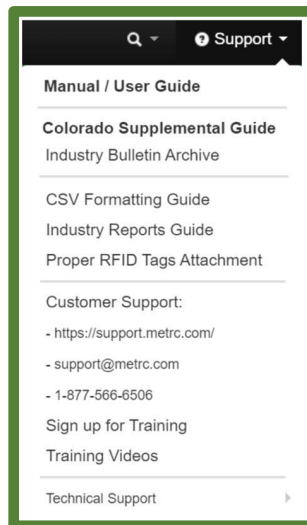 Support
Manual / User Guide
Colorado Supplemental Guide
Industry Bulletin Archive
CSV Formatting Guide
Industry Reports Guide
Proper RFID Tags Attachment
Customer Support:
- https://support.metrc.com/
- support@metrc.com
- 1-877-566-6506
Sign up for Training
Training Videos
Technical Support